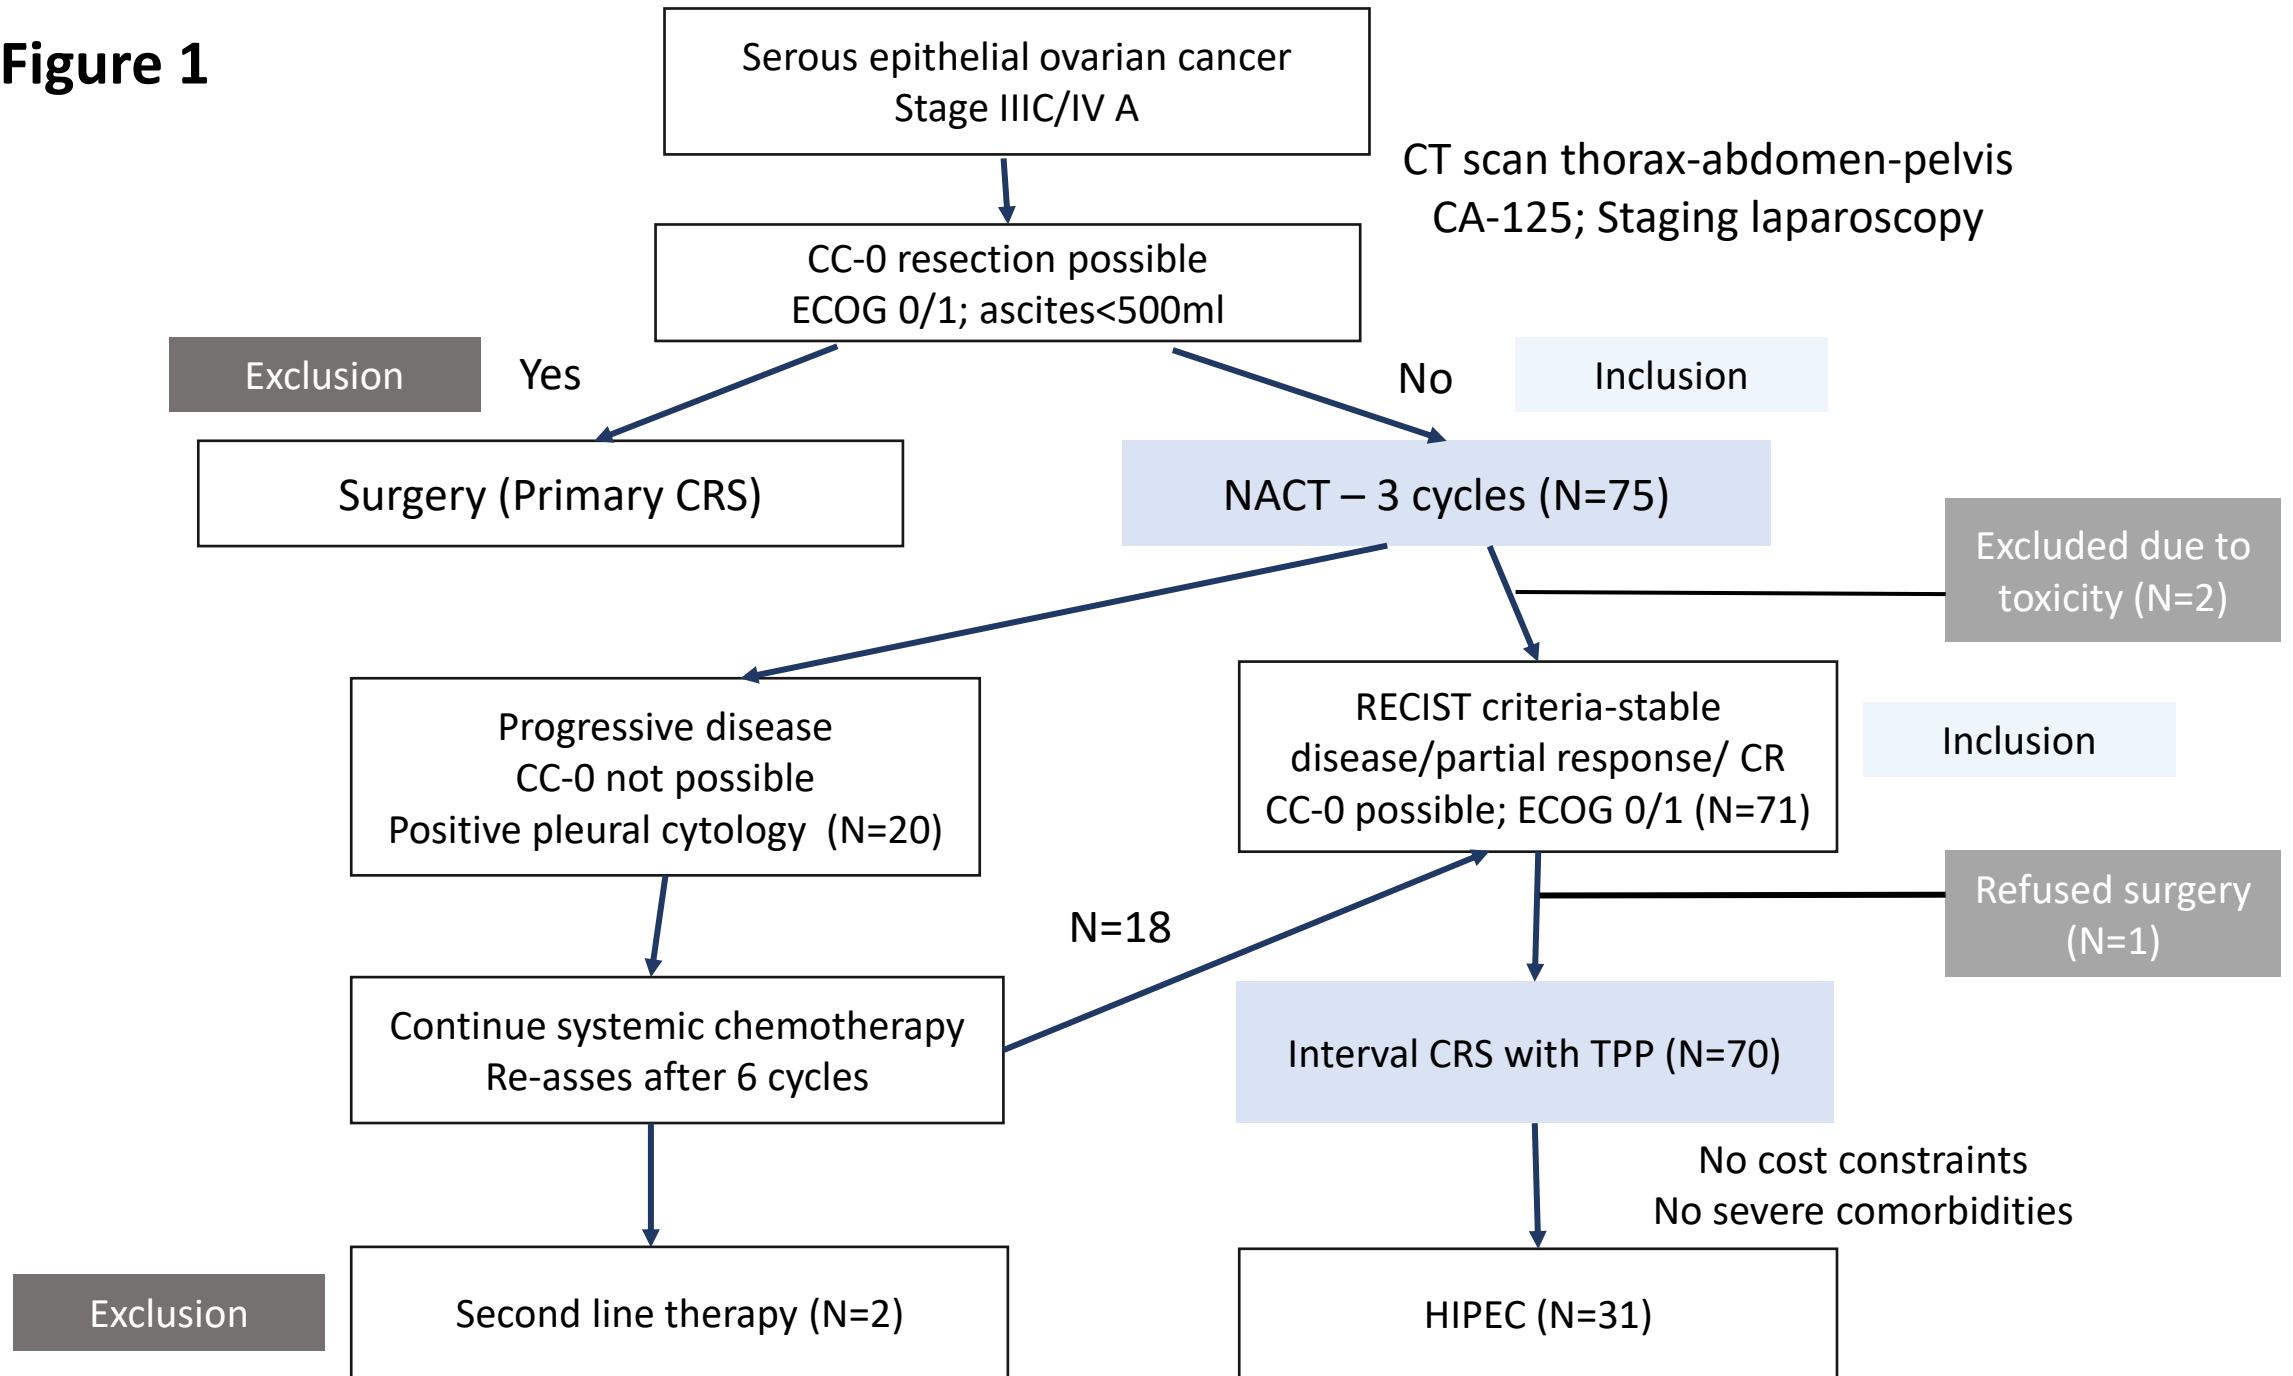 Figure 1
Serous epithelial ovarian cancer
Stage IIIC/IV A
CT scan thorax-abdomen-pelvis
CA-125; Staging laparoscopy
CC-0 resection possible
ECOG 0/1; ascites<500ml
Exclusion
Yes
No
Inclusion
Surgery (Primary CRS)
NACT – 3 cycles (N=75)
Excluded due to
toxicity (N=2)
Progressive disease
CC-0 not possible
Positive pleural cytology  (N=20)
RECIST criteria-stable
disease/partial response/ CR
CC-0 possible; ECOG 0/1 (N=71)
Inclusion
Refused surgery
(N=1)
N=18
Continue systemic chemotherapy
Re-asses after 6 cycles
Interval CRS with TPP (N=70)
No cost constraints
No severe comorbidities
Exclusion
Second line therapy (N=2)
HIPEC (N=31)